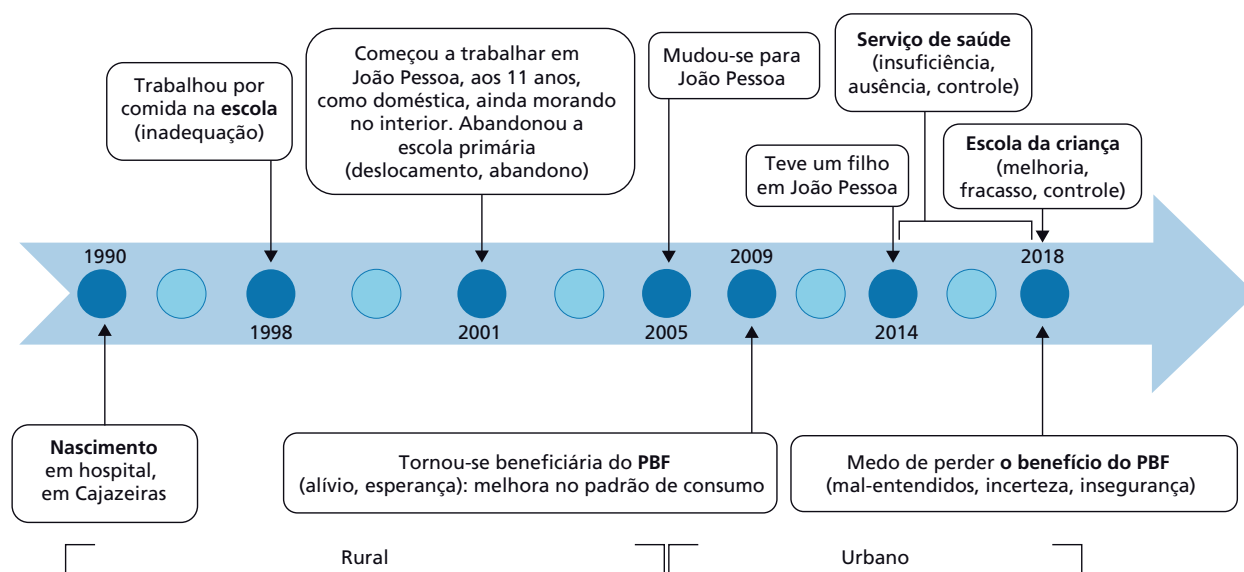 Trabalhou por
comida na escola
(inadequação)
Começou a trabalhar em
João Pessoa, aos 11 anos,
como doméstica, ainda morando
no interior. Abandonou a
escola primária
(deslocamento, abandono)
Mudou-se para
João Pessoa
Serviço de saúde
(insuficiência,
ausência, controle)
Teve um filho
em João Pessoa
Escola da criança
(melhoria,
fracasso, controle)
1990
2009
2018
1998
2001
2005
2014
Nascimento
em hospital,
em Cajazeiras
Tornou-se beneficiária do PBF
(alívio, esperança): melhora no padrão de consumo
Medo de perder o benefício do PBF
(mal-entendidos, incerteza, insegurança)
Rural
Urbano